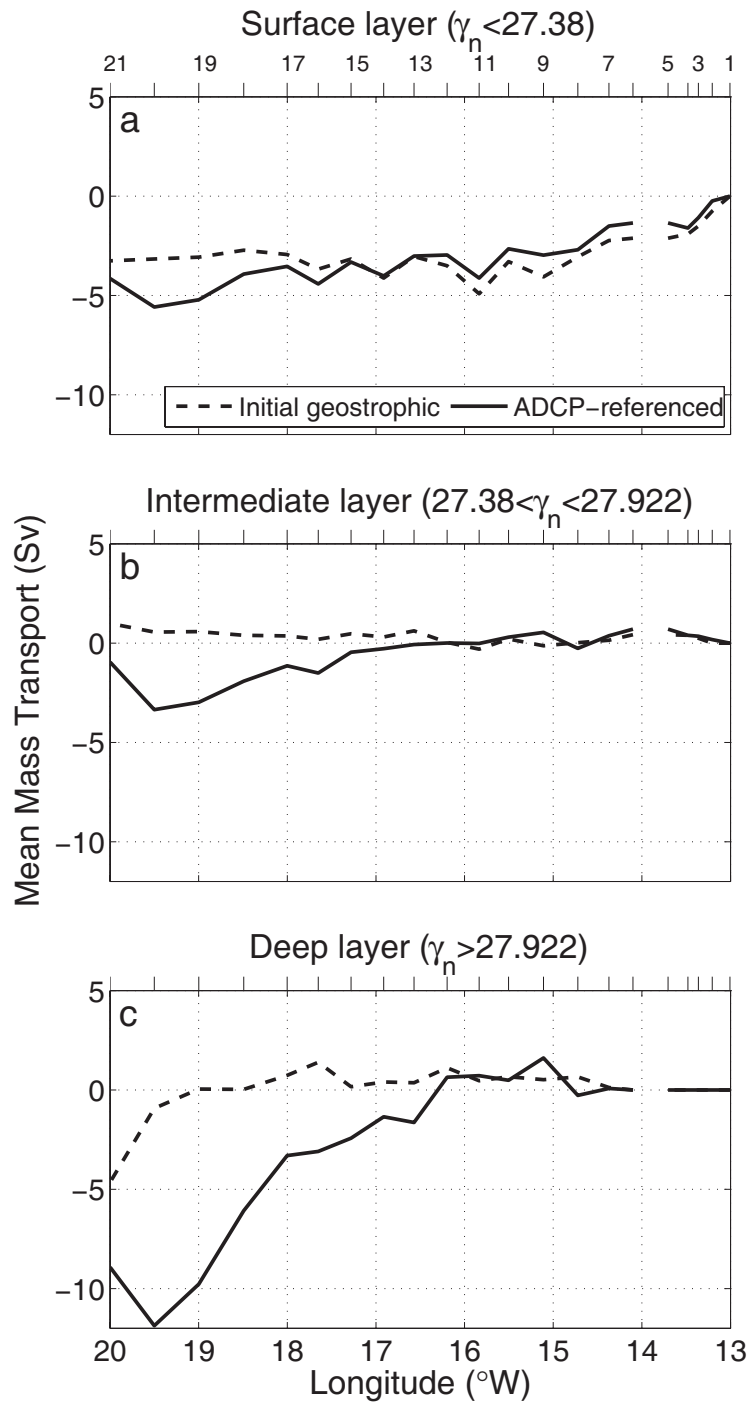 Surface layer (γn<27.38)
21 19 17 15 13 11 9 7 5 3 1
a
5
0
−5
−10
Initial geostrophic ADCP−referenced
Intermediate layer (27.38<γn<27.922)
b
5
0
−5
−10
Mean Mass Transport (Sv)
Deep layer (γn>27.922)
c
5
0
−5
−10
20 19 18 17 16 15 14 13
Longitude (°W)